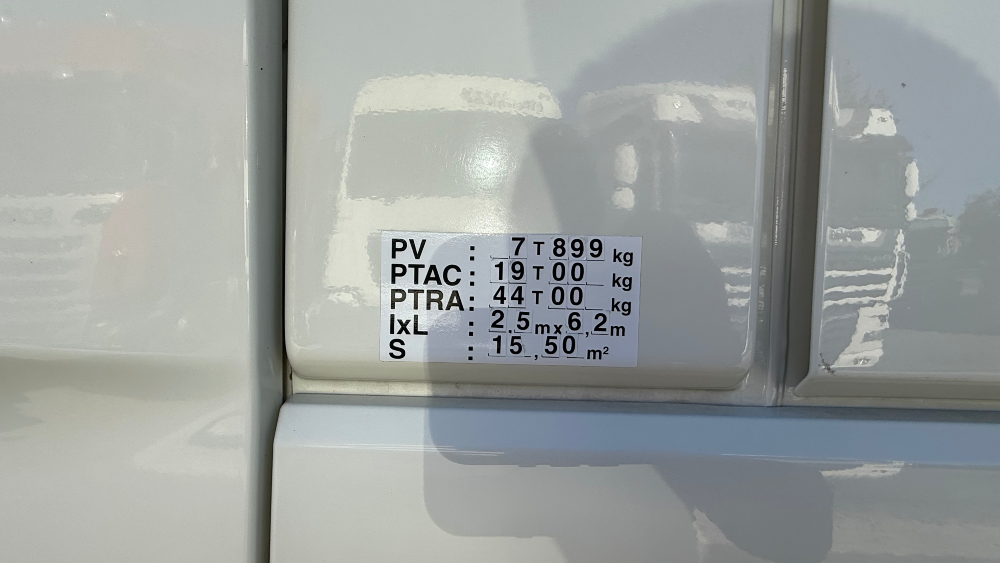 PV : 7 T 899 kg
PTAC : 19 T 00 kg
PTRA : 44 T 00 kg
lxL : 2,5 m x 6,2 m
S : 15,50 m²